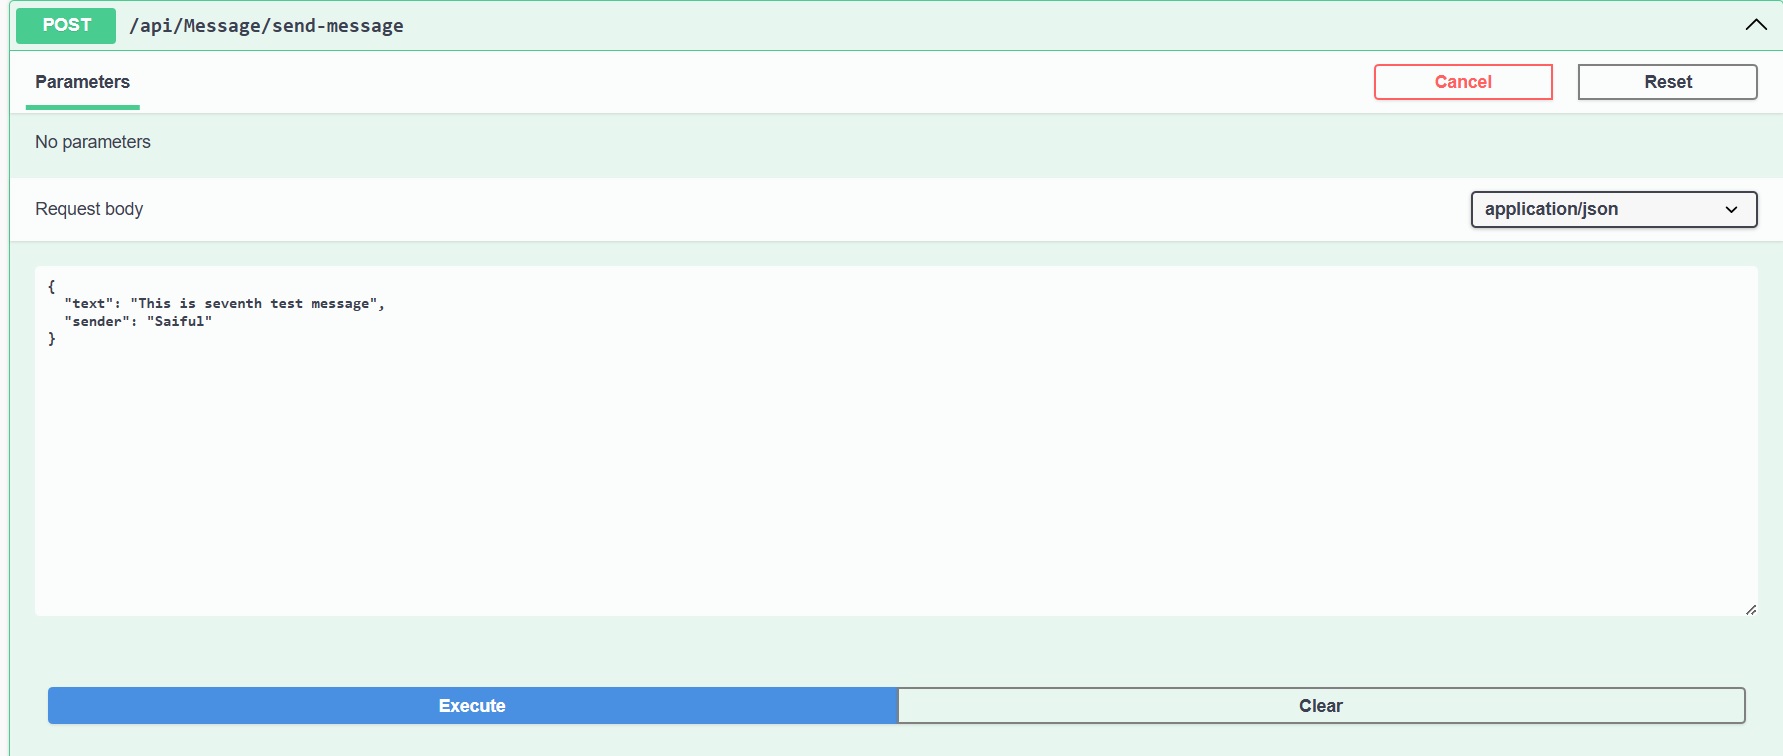 POST /api/Message/send-message
Parameters
Cancel
Reset
No parameters
Request body
application/json
{
  "text": "This is seventh test message",
  "sender": "Saiful"
}
Execute
Clear